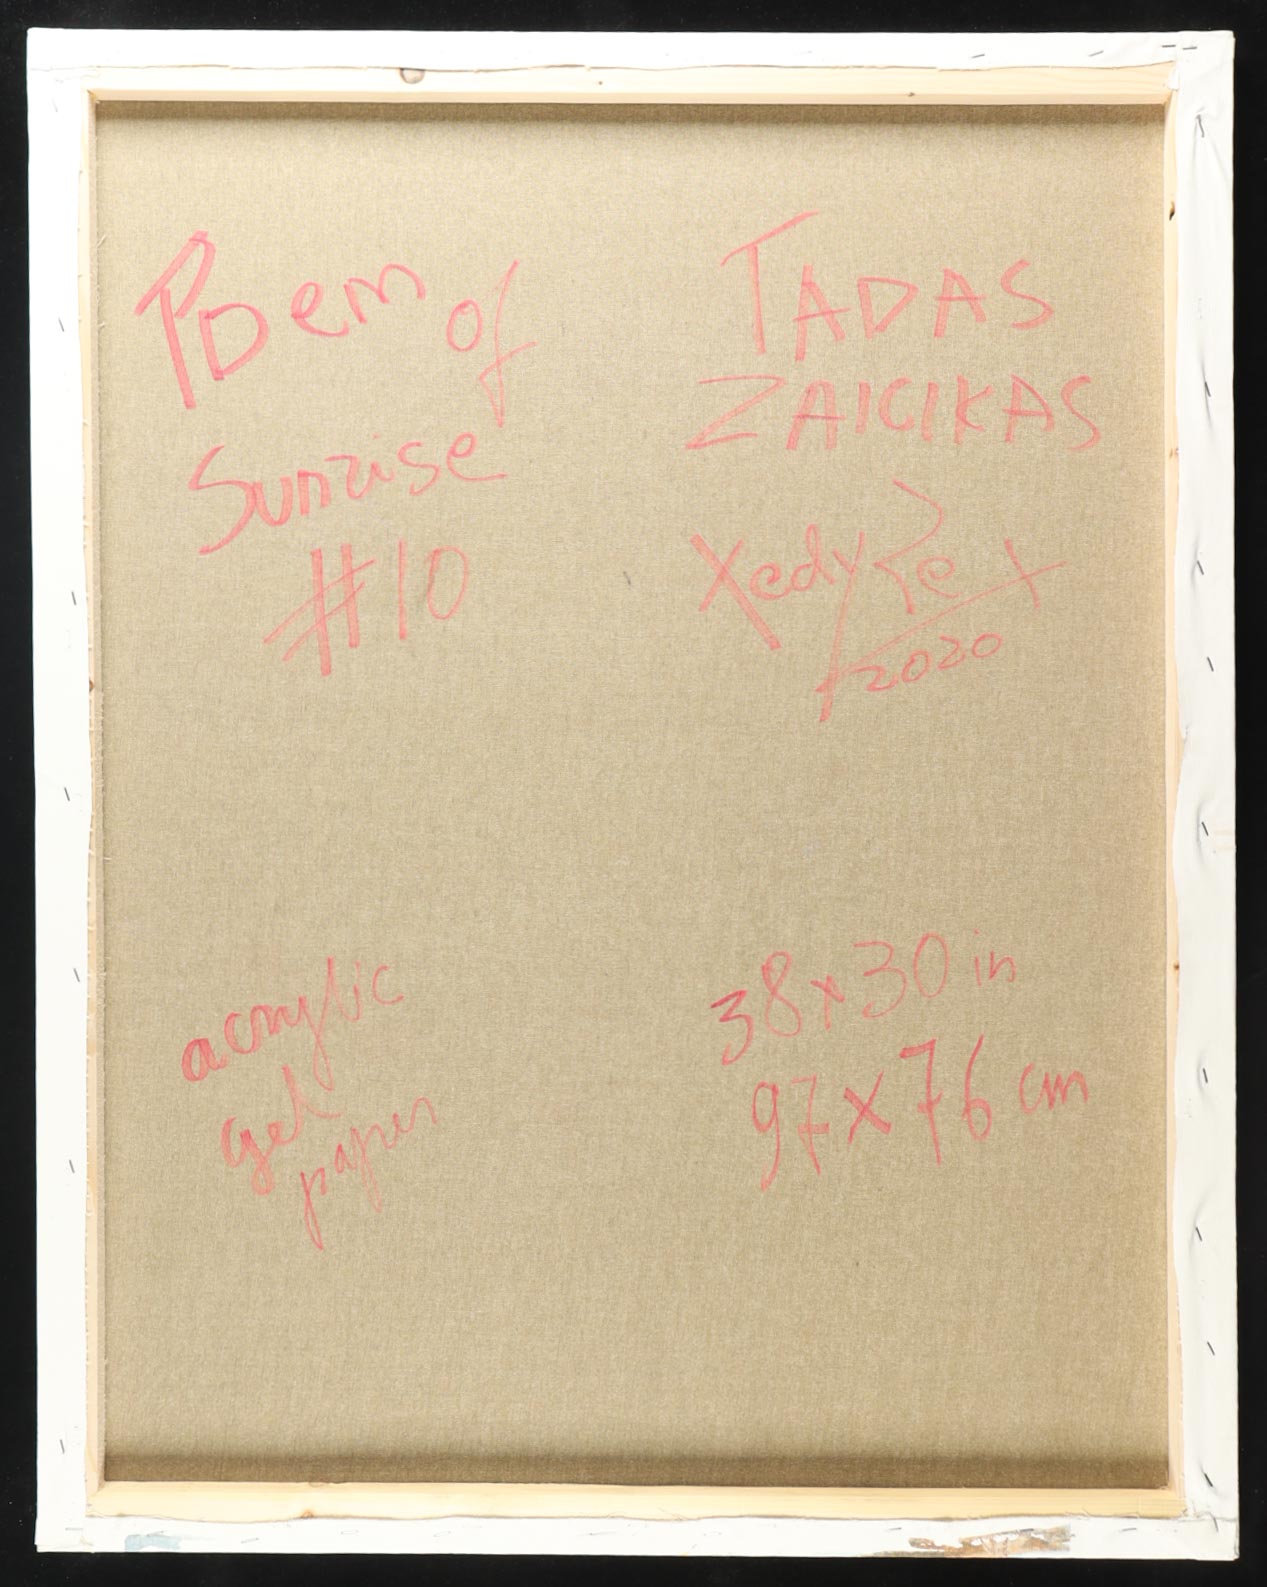 Poem of
Sunrise
#10
TADAS
ZAICIKAS
2020
acrylic
gel
paper
38x30 in
97x76 cm